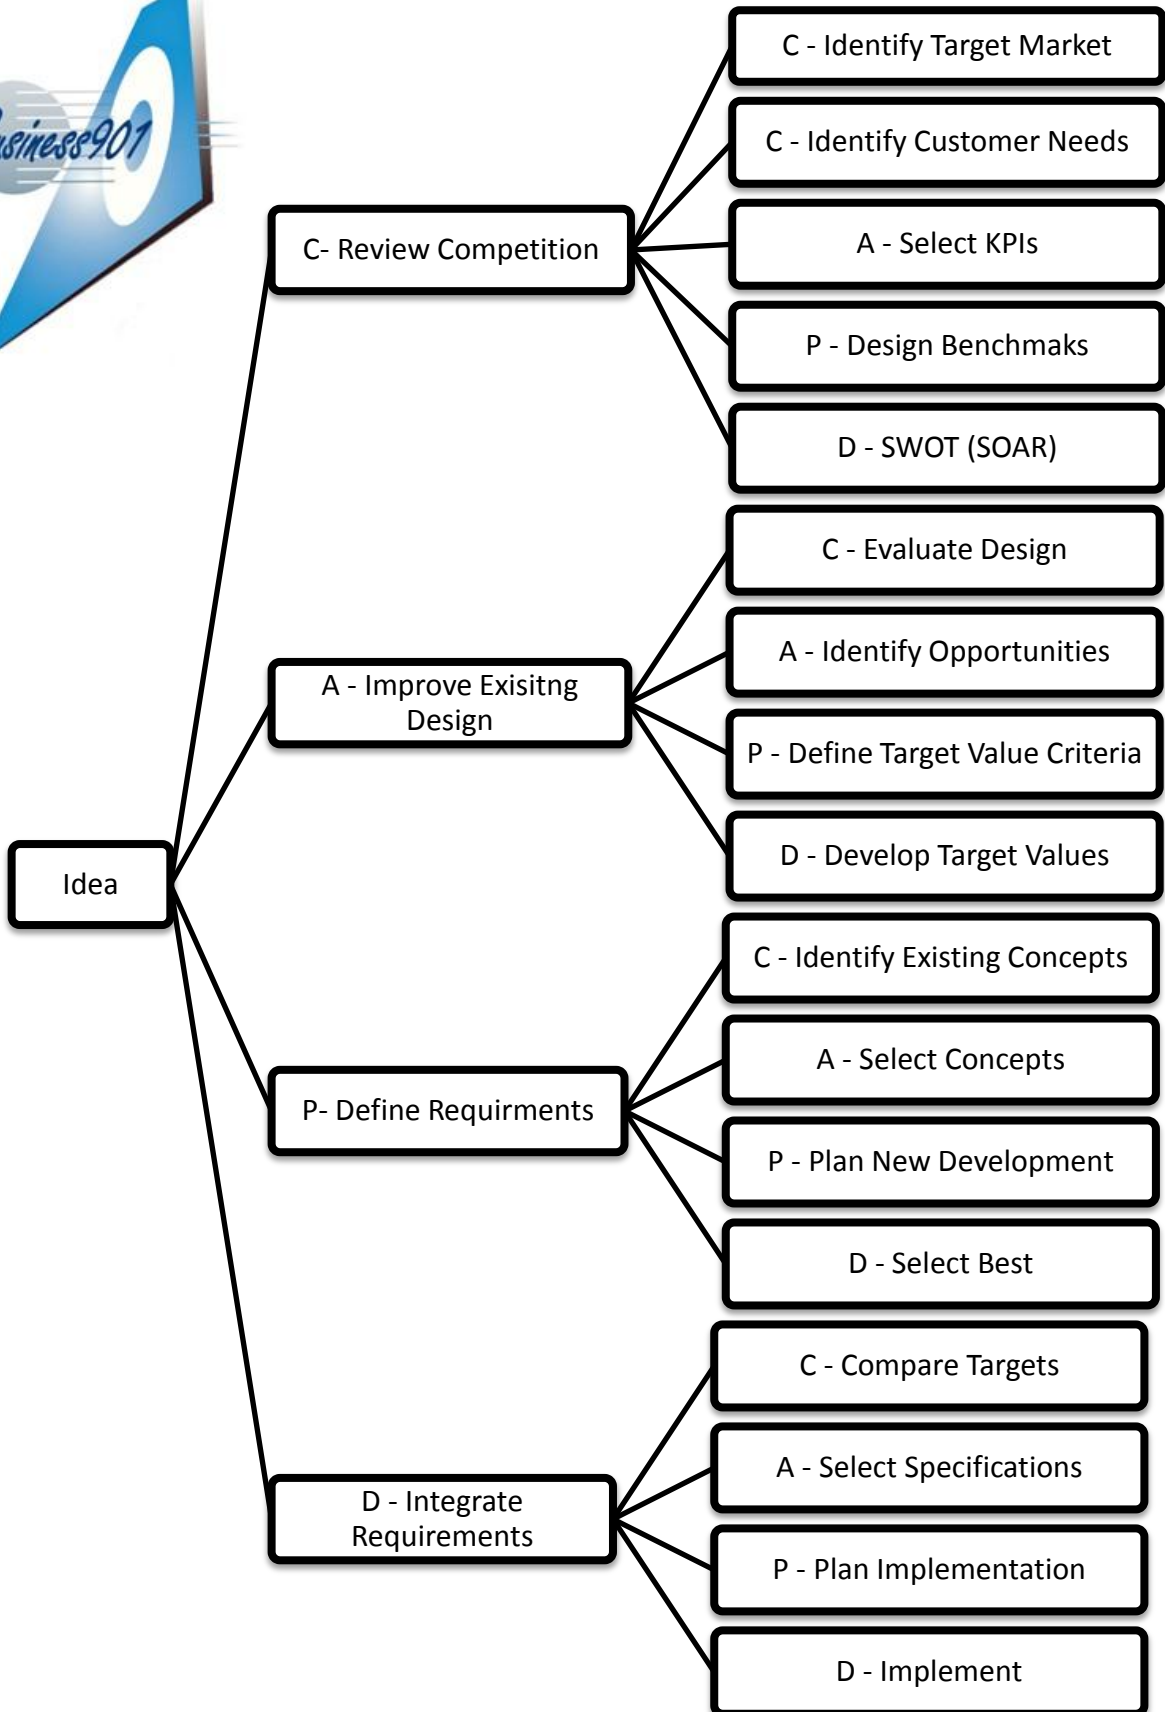 Business901
C - Identify Target Market
C - Identify Customer Needs
C- Review Competition
A - Select KPIs
P - Design Benchmaks
D - SWOT (SOAR)
C - Evaluate Design
A - Identify Opportunities
A - Improve Exisitng
Design
P - Define Target Value Criteria
D - Develop Target Values
Idea
C - Identify Existing Concepts
A - Select Concepts
P- Define Requirments
P - Plan New Development
D - Select Best
C - Compare Targets
A - Select Specifications
D - Integrate
Requirements
P - Plan Implementation
D - Implement